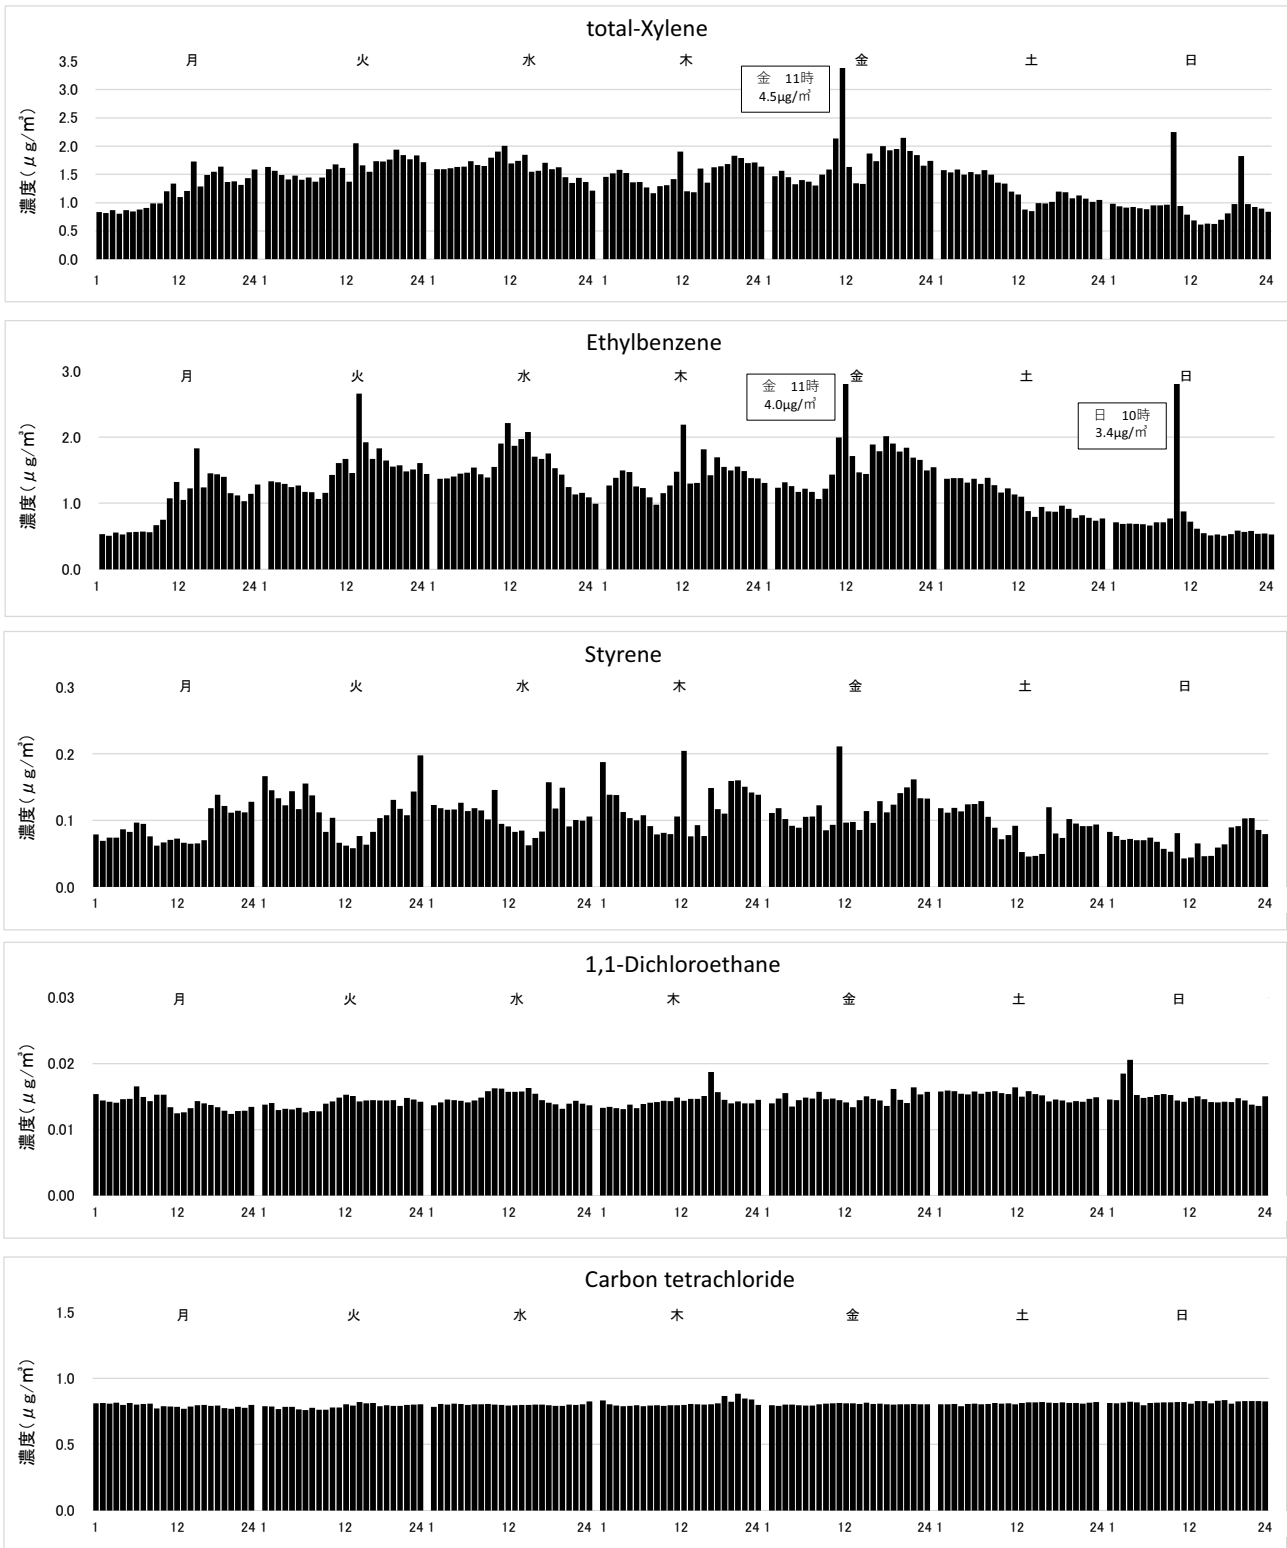 total-Xylene
月 火 水 木 金 土 日
濃度(μg/㎥)
3.5
3.0
2.5
2.0
1.5
1.0
0.5
0.0
金 11時
4.5μg/㎥
1 12 24 1 12 24 1 12 24 1 12 24 1 12 24 1 12 24 1 12 24
Ethylbenzene
月 火 水 木 金 土 日
濃度(μg/㎥)
3.0
2.0
1.0
0.0
金 11時
4.0μg/㎥
日 10時
3.4μg/㎥
1 12 24 1 12 24 1 12 24 1 12 24 1 12 24 1 12 24 1 12 24
Styrene
月 火 水 木 金 土 日
濃度(μg/㎥)
0.3
0.2
0.1
0.0
1 12 24 1 12 24 1 12 24 1 12 24 1 12 24 1 12 24 1 12 24
1,1-Dichloroethane
月 火 水 木 金 土 日
濃度(μg/㎥)
0.03
0.02
0.01
0.00
1 12 24 1 12 24 1 12 24 1 12 24 1 12 24 1 12 24 1 12 24
Carbon tetrachloride
月 火 水 木 金 土 日
濃度(μg/㎥)
1.5
1.0
0.5
0.0
1 12 24 1 12 24 1 12 24 1 12 24 1 12 24 1 12 24 1 12 24